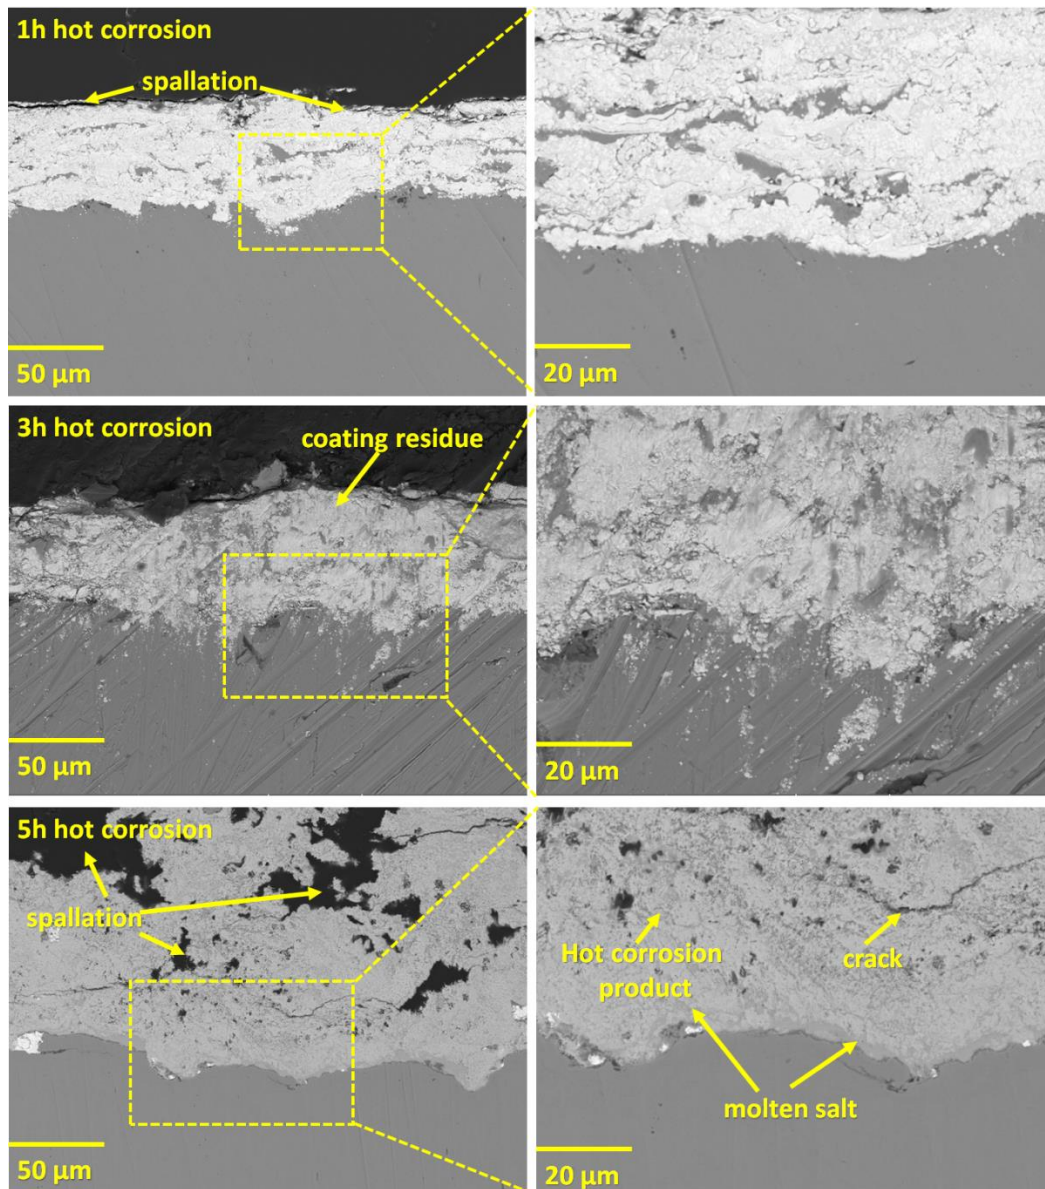 1h hot corrosion
spallation
50 μm
20 μm
3h hot corrosion
coating residue
50 μm
20 μm
5h hot corrosion
spallation
50 μm
Hot corrosion
product
crack
molten salt
20 μm